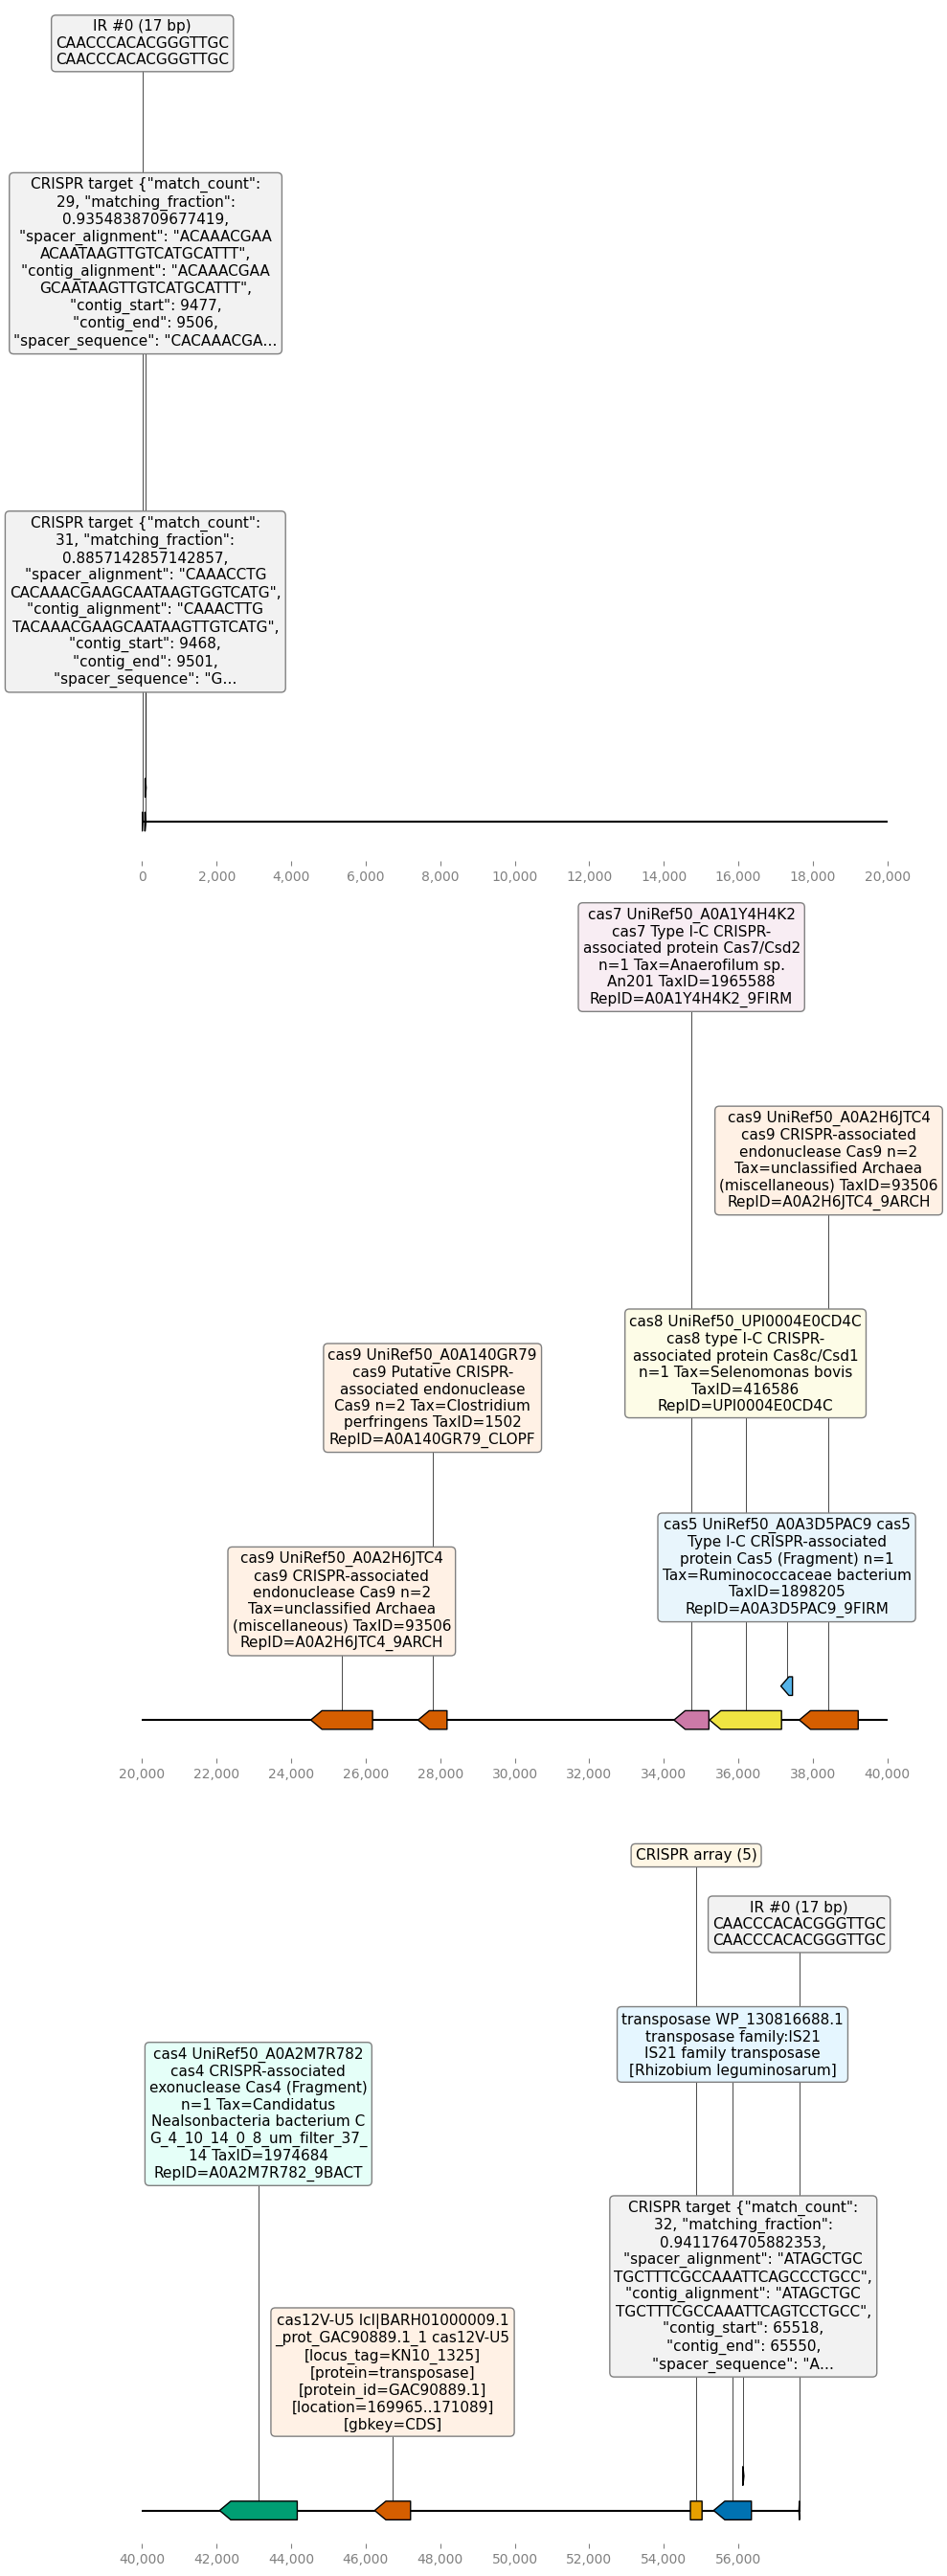 IR #0 (17 bp)
CAACCCACACGGGTTGC
CAACCCACACGGGTTGC
CRISPR target {"match_count":
29, "matching_fraction":
0.9354838709677419,
"spacer_alignment": "ACAAACGAA
ACAATAAGTTGTCATGCATTT",
"contig_alignment": "ACAAACGAA
GCAATAAGTTGTCATGCATTT",
"contig_start": 9477,
"contig_end": 9506,
"spacer_sequence": "CACAAACGA...
CRISPR target {"match_count":
31, "matching_fraction":
0.8857142857142857,
"spacer_alignment": "CAAACCTG
CACAAACGAAGCAATAAGTGGTCATG",
"contig_alignment": "CAAACTTG
TACAAACGAAGCAATAAGTTGTCATG",
"contig_start": 9468,
"contig_end": 9501,
"spacer_sequence": "G...
0 2,000 4,000 6,000 8,000 10,000 12,000 14,000 16,000 18,000 20,000
cas7 UniRef50_A0A1Y4H4K2
cas7 Type I-C CRISPR-
associated protein Cas7/Csd2
n=1 Tax=Anaerofilum sp.
An201 TaxID=1965588
RepID=A0A1Y4H4K2_9FIRM
cas9 UniRef50_A0A2H6JTC4
cas9 CRISPR-associated
endonuclease Cas9 n=2
Tax=unclassified Archaea
(miscellaneous) TaxID=93506
RepID=A0A2H6JTC4_9ARCH
cas8 UniRef50_UPI0004E0CD4C
cas8 type I-C CRISPR-
associated protein Cas8c/Csd1
n=1 Tax=Selenomonas bovis
TaxID=416586
RepID=UPI0004E0CD4C
cas9 UniRef50_A0A140GR79
cas9 Putative CRISPR-
associated endonuclease
Cas9 n=2 Tax=Clostridium
perfringens TaxID=1502
RepID=A0A140GR79_CLOPF
cas5 UniRef50_A0A3D5PAC9 cas5
Type I-C CRISPR-associated
protein Cas5 (Fragment) n=1
Tax=Ruminococcaceae bacterium
TaxID=1898205
RepID=A0A3D5PAC9_9FIRM
cas9 UniRef50_A0A2H6JTC4
cas9 CRISPR-associated
endonuclease Cas9 n=2
Tax=unclassified Archaea
(miscellaneous) TaxID=93506
RepID=A0A2H6JTC4_9ARCH
20,000 22,000 24,000 26,000 28,000 30,000 32,000 34,000 36,000 38,000 40,000
CRISPR array (5)
IR #0 (17 bp)
CAACCCACACGGGTTGC
CAACCCACACGGGTTGC
transposase WP_130816688.1
transposase family:IS21
IS21 family transposase
[Rhizobium leguminosarum]
cas4 UniRef50_A0A2M7R782
cas4 CRISPR-associated
exonuclease Cas4 (Fragment)
n=1 Tax=Candidatus
Nealsonbacteria bacterium C
G_4_10_14_0_8_um_filter_37_
14 TaxID=1974684
RepID=A0A2M7R782_9BACT
CRISPR target {"match_count":
32, "matching_fraction":
0.9411764705882353,
"spacer_alignment": "ATAGCTGC
TGCTTTCGCCAAATTCAGCCCTGCC",
"contig_alignment": "ATAGCTGC
TGCTTTCGCCAAATTCAGTCCTGCC",
"contig_start": 65518,
"contig_end": 65550,
"spacer_sequence": "A...
cas12V-U5 lcl|BARH01000009.1
_prot_GAC90889.1_1 cas12V-U5
[locus_tag=KN10_1325]
[protein=transposase]
[protein_id=GAC90889.1]
[location=169965..171089]
[gbkey=CDS]
40,000 42,000 44,000 46,000 48,000 50,000 52,000 54,000 56,000